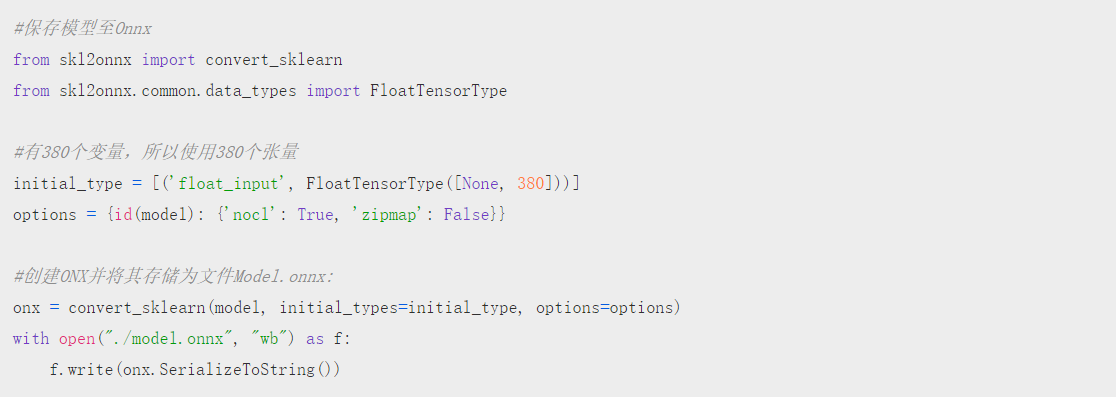 #保存模型至Onnx
from skl2onnx import convert_sklearn
from skl2onnx.common.data_types import FloatTensorType
#有380个变量，所以使用380个张量
initial_type = [('float_input', FloatTensorType([None, 380]))]
options = {id(model): {'nocl': True, 'zipmap': False}}
#创建ONX并将其存储为文件Model.onnx:
onx = convert_sklearn(model, initial_types=initial_type, options=options)
with open("./model.onnx", "wb") as f:
    f.write(onx.SerializeToString())